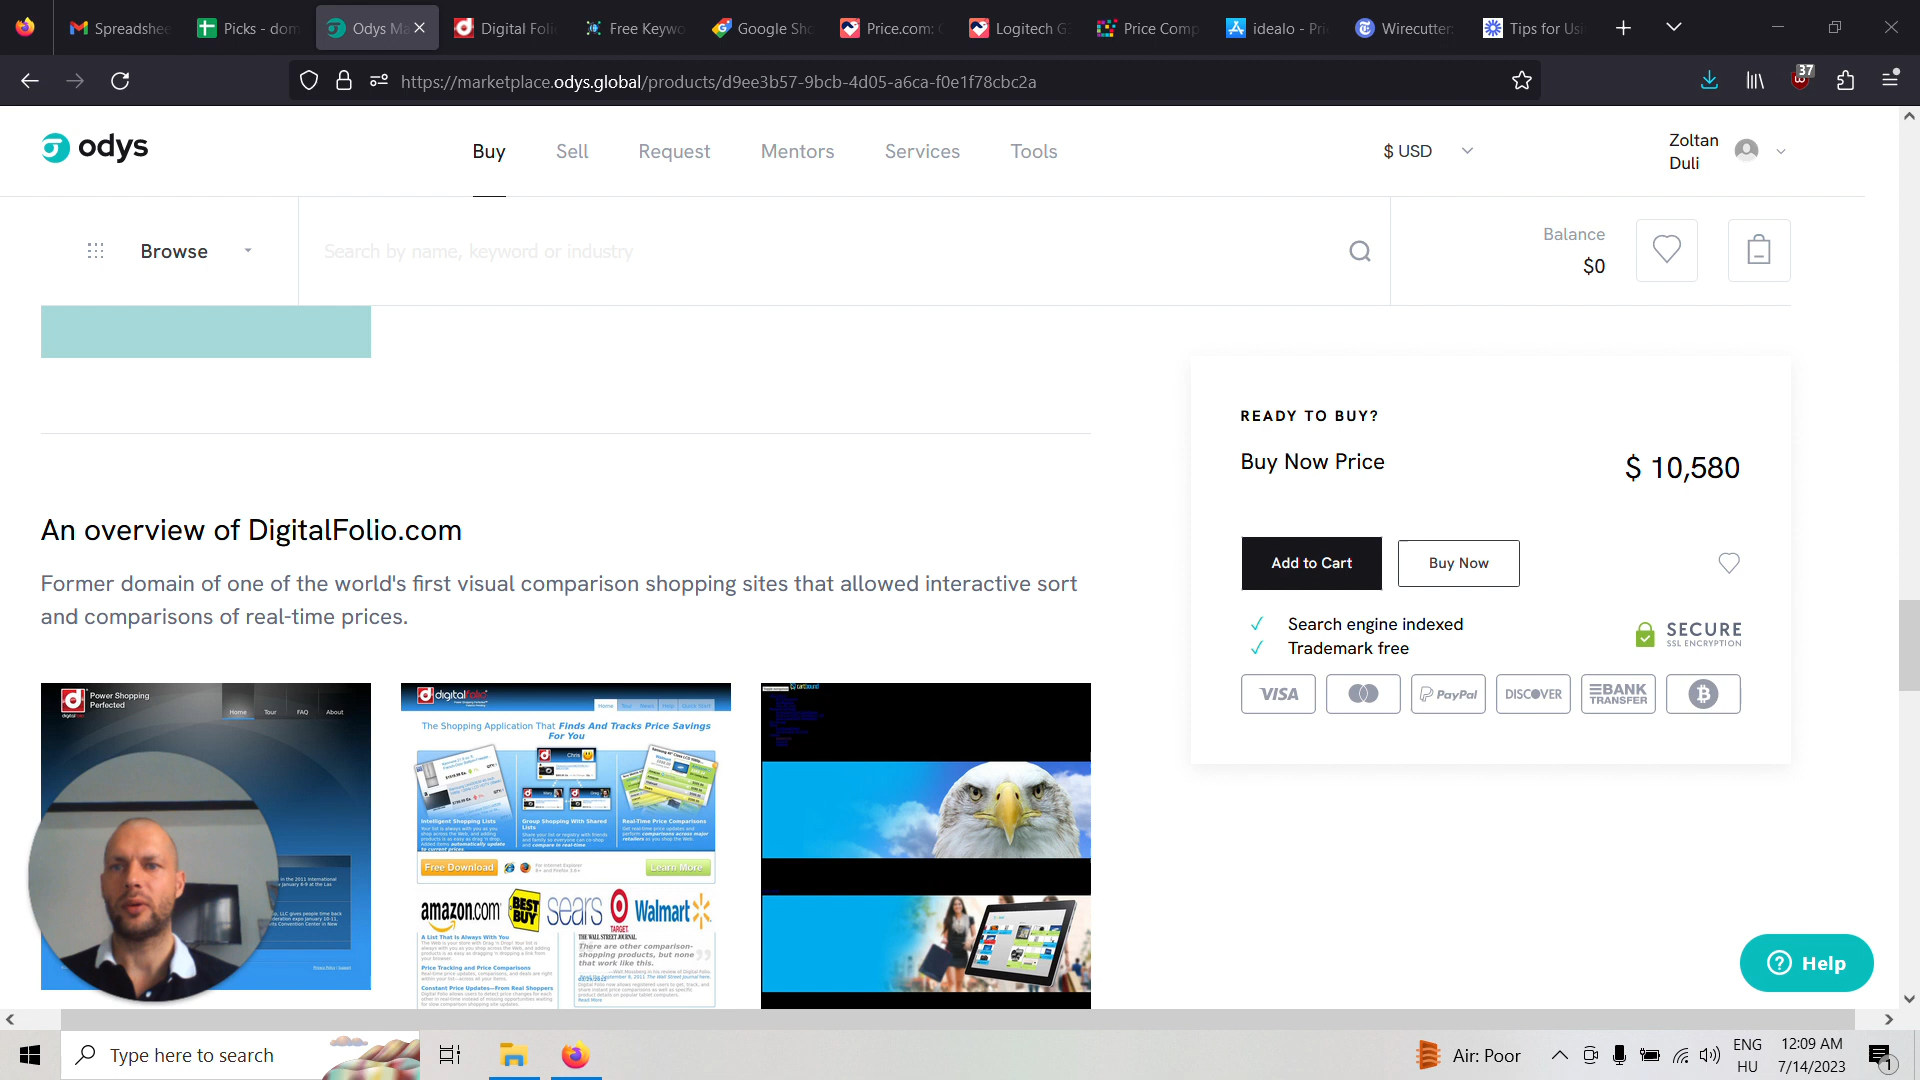 Spreadshee
Picks - dom
Odys Ma
Digital Foli
Free Keywo
Google Sho
Price.com: C
Logitech G
Price Comp
idealo - Pri
Wirecutter:
Tips for Usi
https://marketplace.odys.global/products/d9ee3b57-9bcb-4d05-a6ca-f0e1f78cbc2a
37
odys
Buy
Sell
Request
Mentors
Services
Tools
$ USD
Zoltan
Duli
Browse
Search by name, keyword or industry
Balance
$0
READY TO BUY?
Buy Now Price
$ 10,580
Add to Cart
Buy Now
Search engine indexed
Trademark free
SECURE
SSL ENCRYPTION
VISA
PayPal
DISCOVER
BANK
TRANSFER
An overview of DigitalFolio.com
Former domain of one of the world's first visual comparison shopping sites that allowed interactive sort
and comparisons of real-time prices.
Power Shopping.
Perfected
digitalfolio
Home
Tour
FAQ
About
digitalfolio
Home
Tour
News
Help
Quick Start
The Shopping Application That Finds And Tracks Price Savings
For You
Chris
Intelligent Shopping Lists
Group Shopping With Shared
Lists
Real-Time Price Comparisons
Free Download
Learn More
amazon.com
BEST
BUY
sears
TARGET
Walmart
A List That Is Always With You
Price Tracking and Price Comparisons
Constant Price Updates—From Real Shoppers
THE WALL STREET JOURNAL
There are other comparison-
shopping products, but none
that work like this.
Read More
cartbound
Help
Type here to search
Air: Poor
ENG
HU
12:09 AM
7/14/2023
1